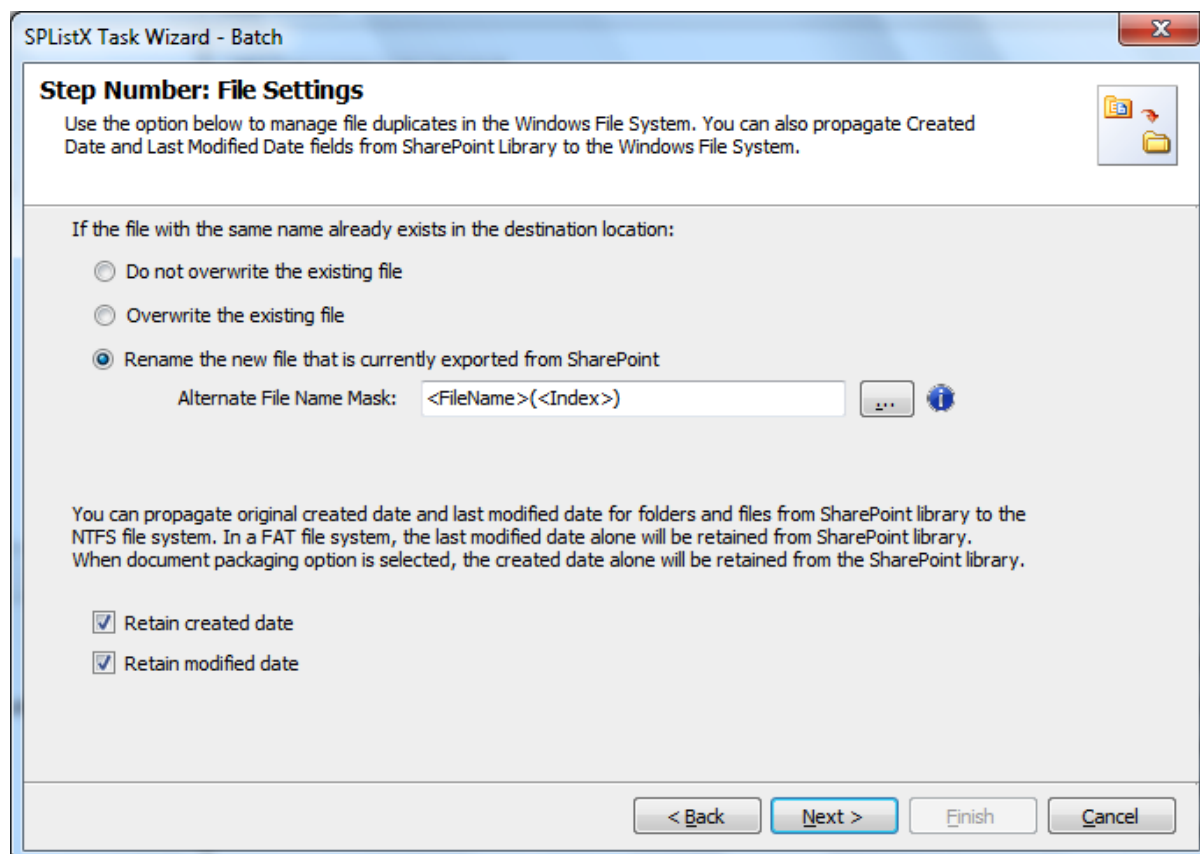 SPListX Task Wizard - Batch
X
Step Number: File Settings
Use the option below to manage file duplicates in the Windows File System. You can also propagate Created
Date and Last Modified Date fields from SharePoint Library to the Windows File System.
If the file with the same name already exists in the destination location:
Do not overwrite the existing file
Overwrite the existing file
Rename the new file that is currently exported from SharePoint
Alternate File Name Mask: <FileName>(<Index>) ... i
You can propagate original created date and last modified date for folders and files from SharePoint library to the
NTFS file system. In a FAT file system, the last modified date alone will be retained from SharePoint library.
When document packaging option is selected, the created date alone will be retained from the SharePoint library.
Retain created date
Retain modified date
< Back Next > Finish Cancel